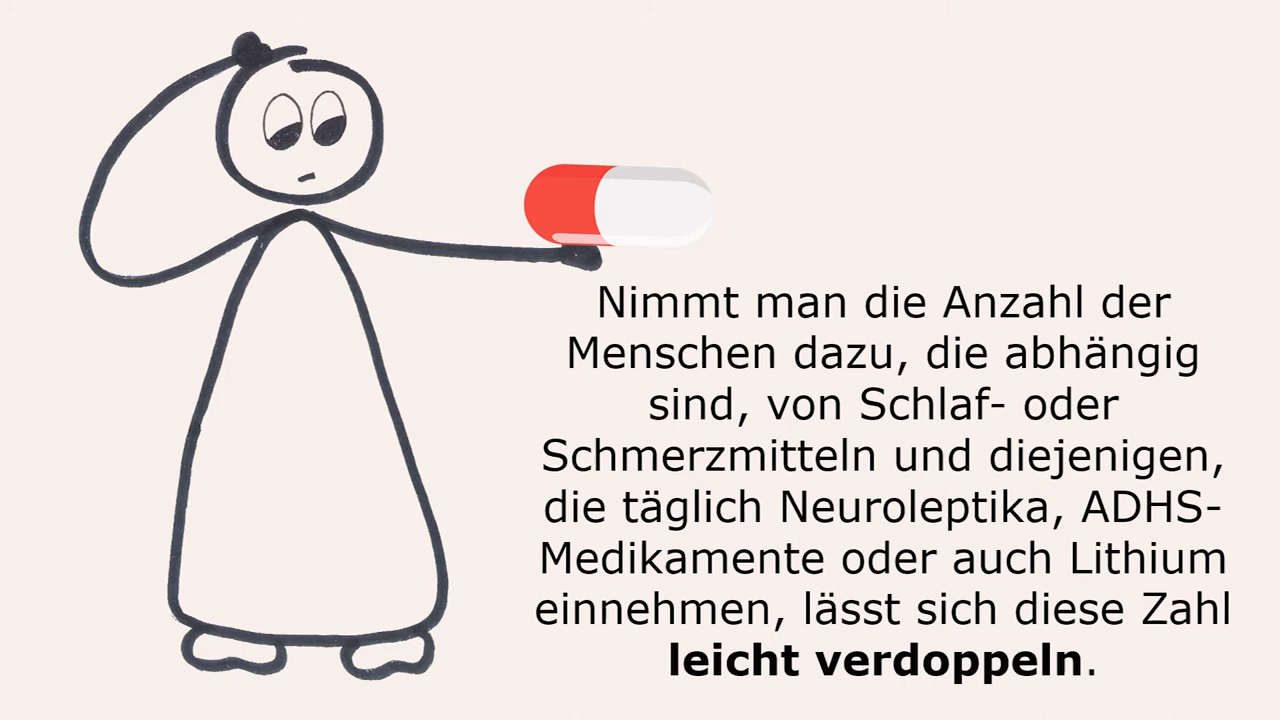 Nimmt man die Anzahl der
Menschen dazu, die abhängig
sind, von Schlaf- oder
Schmerzmitteln und diejenigen,
die täglich Neuroleptika, ADHS-
Medikamente oder auch Lithium
einnehmen, lässt sich diese Zahl
leicht verdoppeln.